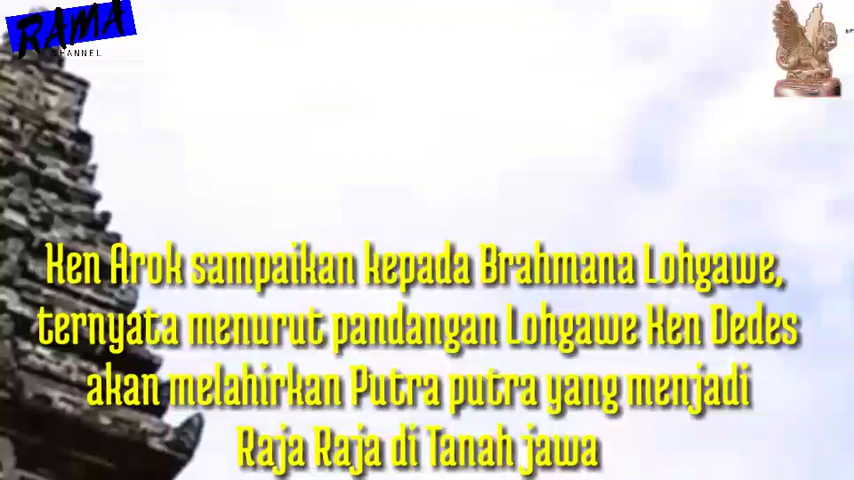 RAMA
CHANNEL
Ken Arok sampaikan kepada Brahmana Lohgawe,
ternyata menurut pandangan Lohgawe Ken Dedes
akan melahirkan Putra putra yang menjadi
Raja Raja di Tanah jawa